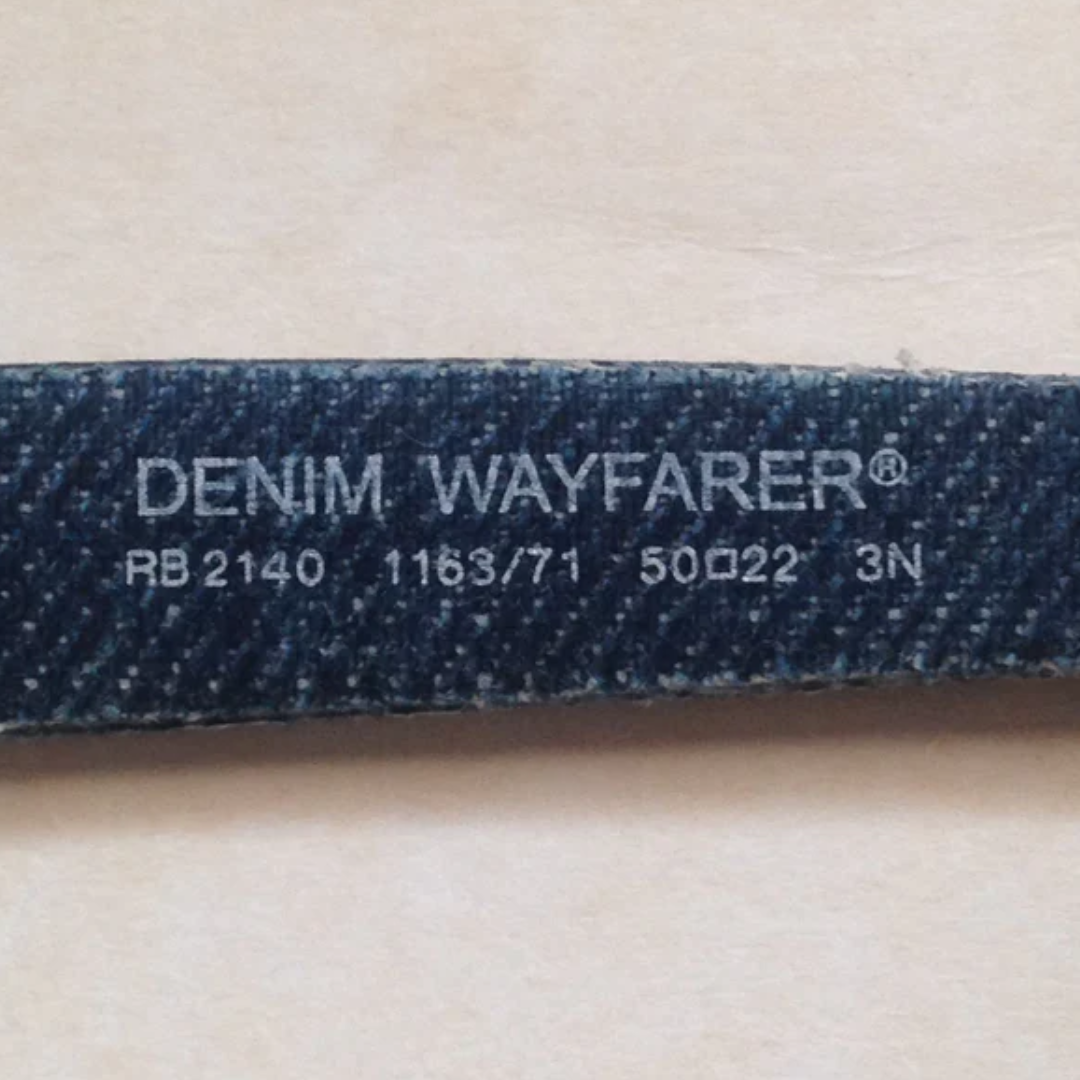 DENIM WAYFARER®
RB 2140 1163/71 50□22 3N